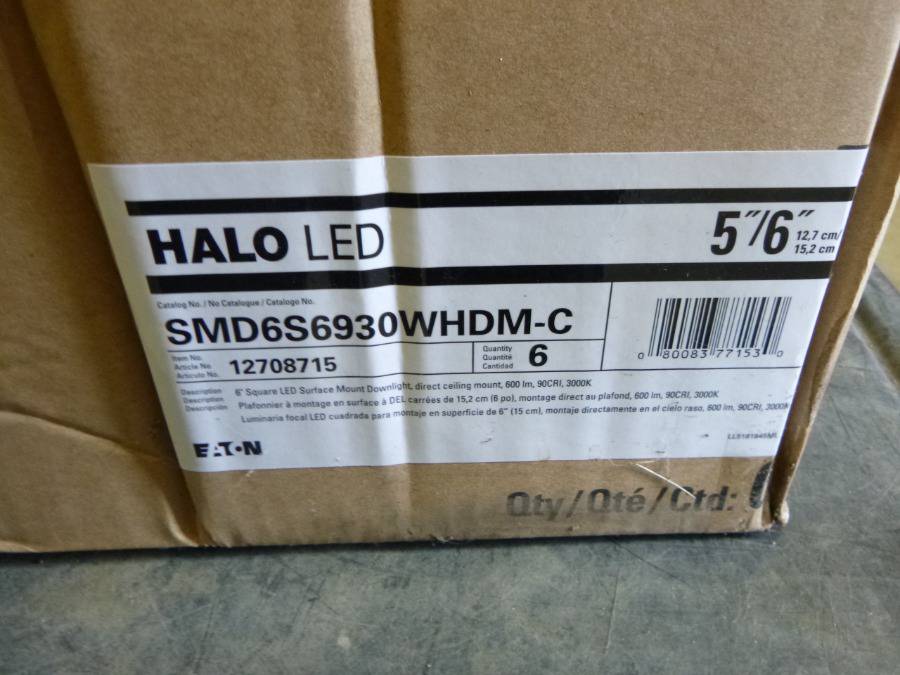 HALO LED
5"/6"
12,7 cm/
15,2 cm
Catalog No. / No Catalogue / Catalogo No.
SMD6S6930WHDM-C
Item No.
Article No
Articulo No.
12708715
Quantity
Quantité
Cantidad
6
0 80083 77153 0
Description
Description
Descripción
6" Square LED Surface Mount Downlight, direct ceiling mount, 600 lm, 90CRI, 3000K
Plafonnier à montage en surface à DEL carrées de 15,2 cm (6 po), montage direct au plafond, 600 lm, 90CRI, 3000K
Luminaria focal LED cuadrada para montaje en superficie de 6" (15 cm), montaje directamente en el cielo raso, 600 lm, 90CRI, 3000K
EATON
Qty/Qté/Ctd: